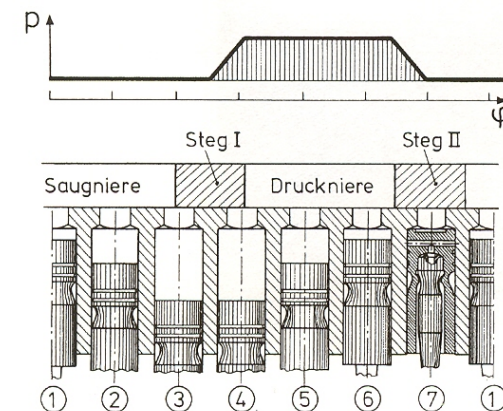 p
φ
Steg I Steg II
Saugniere Druckniere
1 2 3 4 5 6 7 1